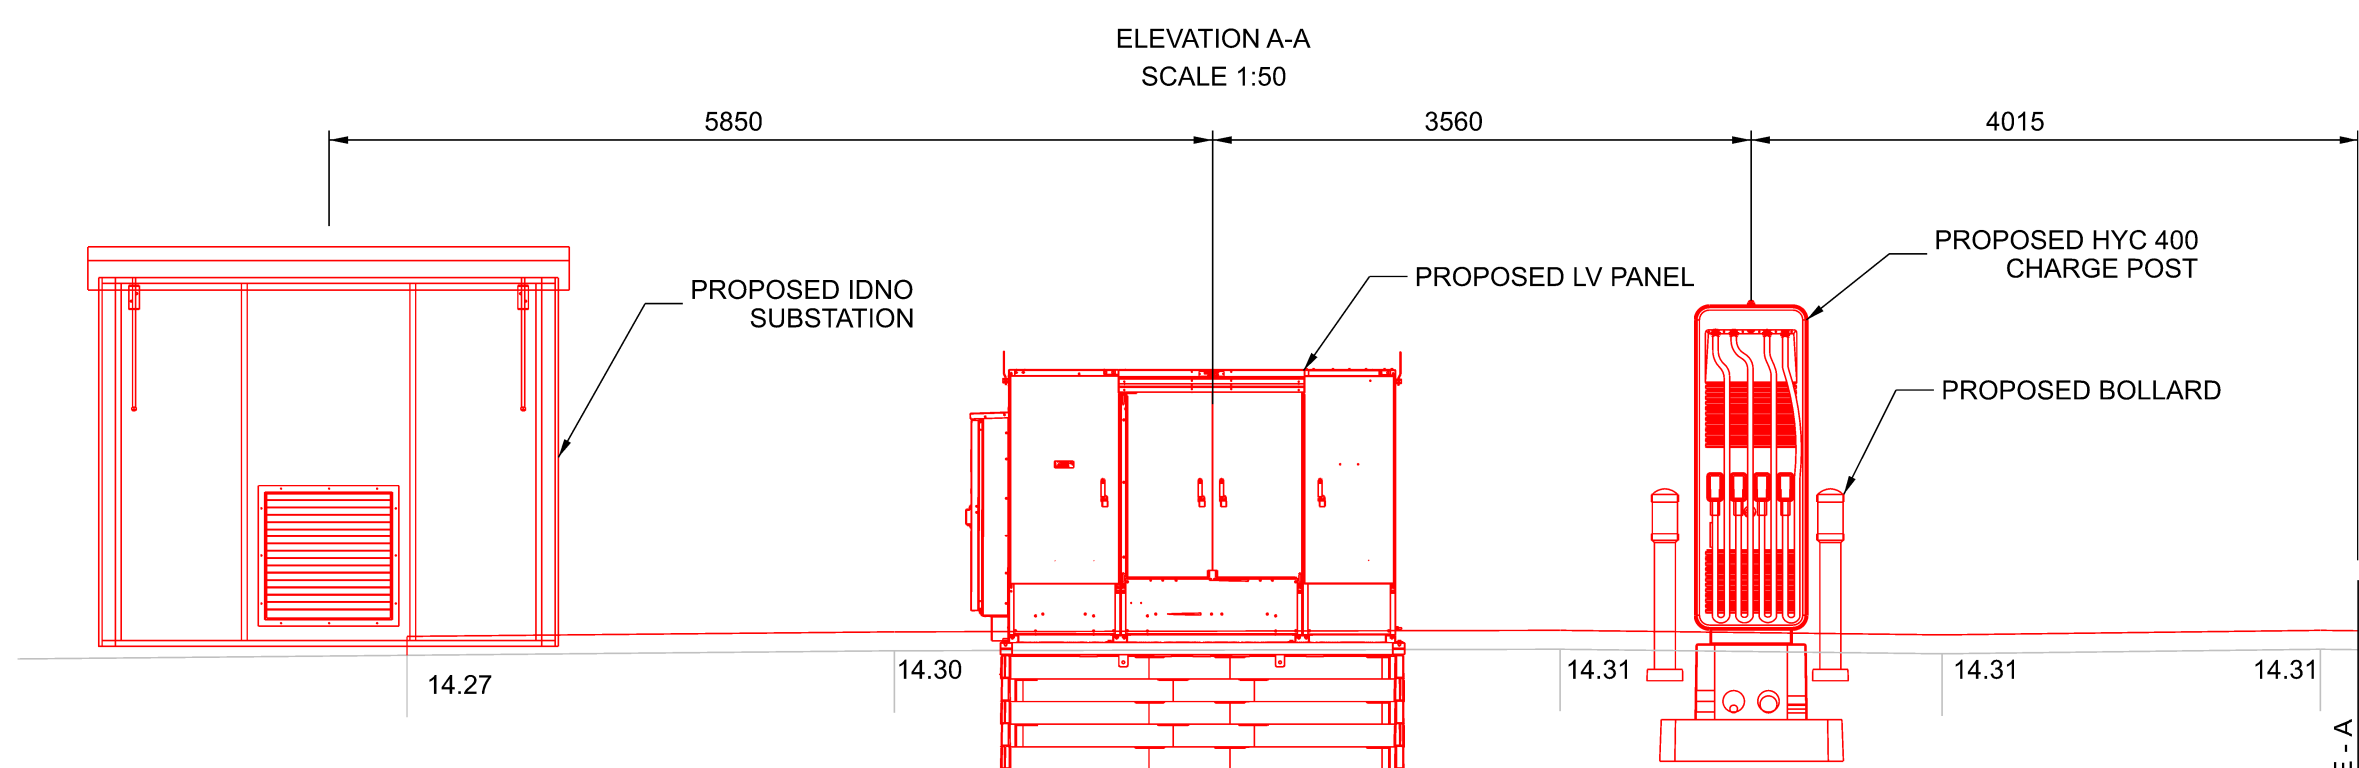 ELEVATION A-A
SCALE 1:50
5850
3560
4015
PROPOSED IDNO
SUBSTATION
PROPOSED LV PANEL
PROPOSED HYC 400
CHARGE POST
PROPOSED BOLLARD
14.27
14.30
14.31
14.31
14.31
E - A